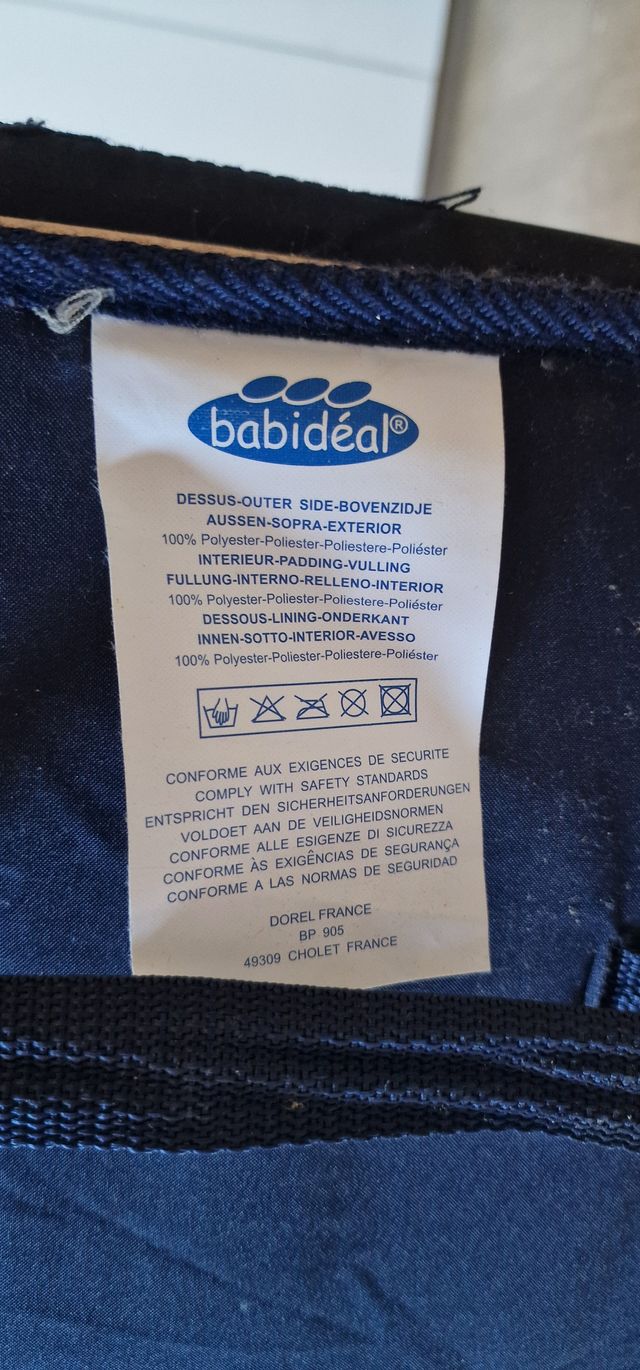 babidéal®
DESSUS-OUTER SIDE-BOVENZIDJE
AUSSEN-SOPRA-EXTERIOR
100% Polyester-Poliester-Poliestere-Poliéster
INTERIEUR-PADDING-VULLING
FULLUNG-INTERNO-RELLENO-INTERIOR
100% Polyester-Poliester-Poliestere-Poliéster
DESSOUS-LINING-ONDERKANT
INNEN-SOTTO-INTERIOR-AVESSO
100% Polyester-Poliester-Poliestere-Poliéster
CONFORME AUX EXIGENCES DE SECURITE
COMPLY WITH SAFETY STANDARDS
ENTSPRICHT DEN SICHERHEITSANFORDERUNGEN
VOLDOET AAN DE VEILIGHEIDSNORMEN
CONFORME ALLE ESIGENZE DI SICUREZZA
CONFORME ÀS EXIGÊNCIAS DE SEGURANÇA
CONFORME A LAS NORMAS DE SEGURIDAD
DOREL FRANCE
BP 905
49309 CHOLET FRANCE